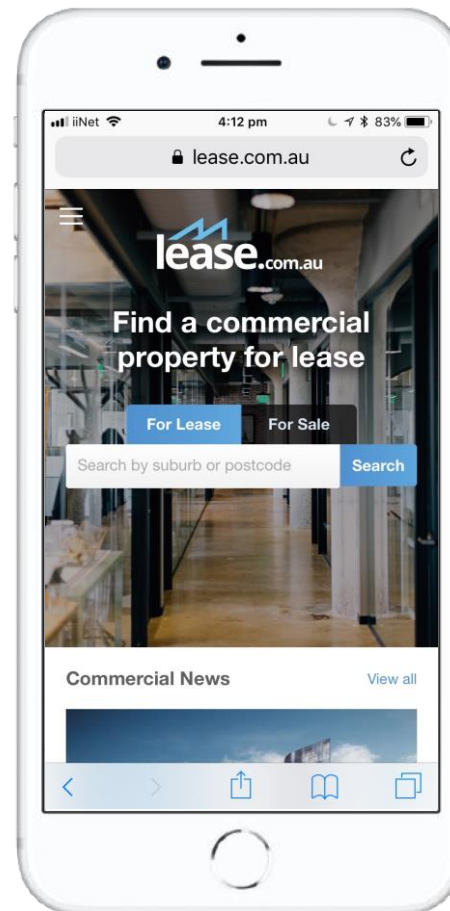 iiNet
4:12 pm
83%
lease.com.au
lease.com.au
Find a commercial
property for lease
For Lease
For Sale
Search by suburb or postcode
Search
Commercial News
View all